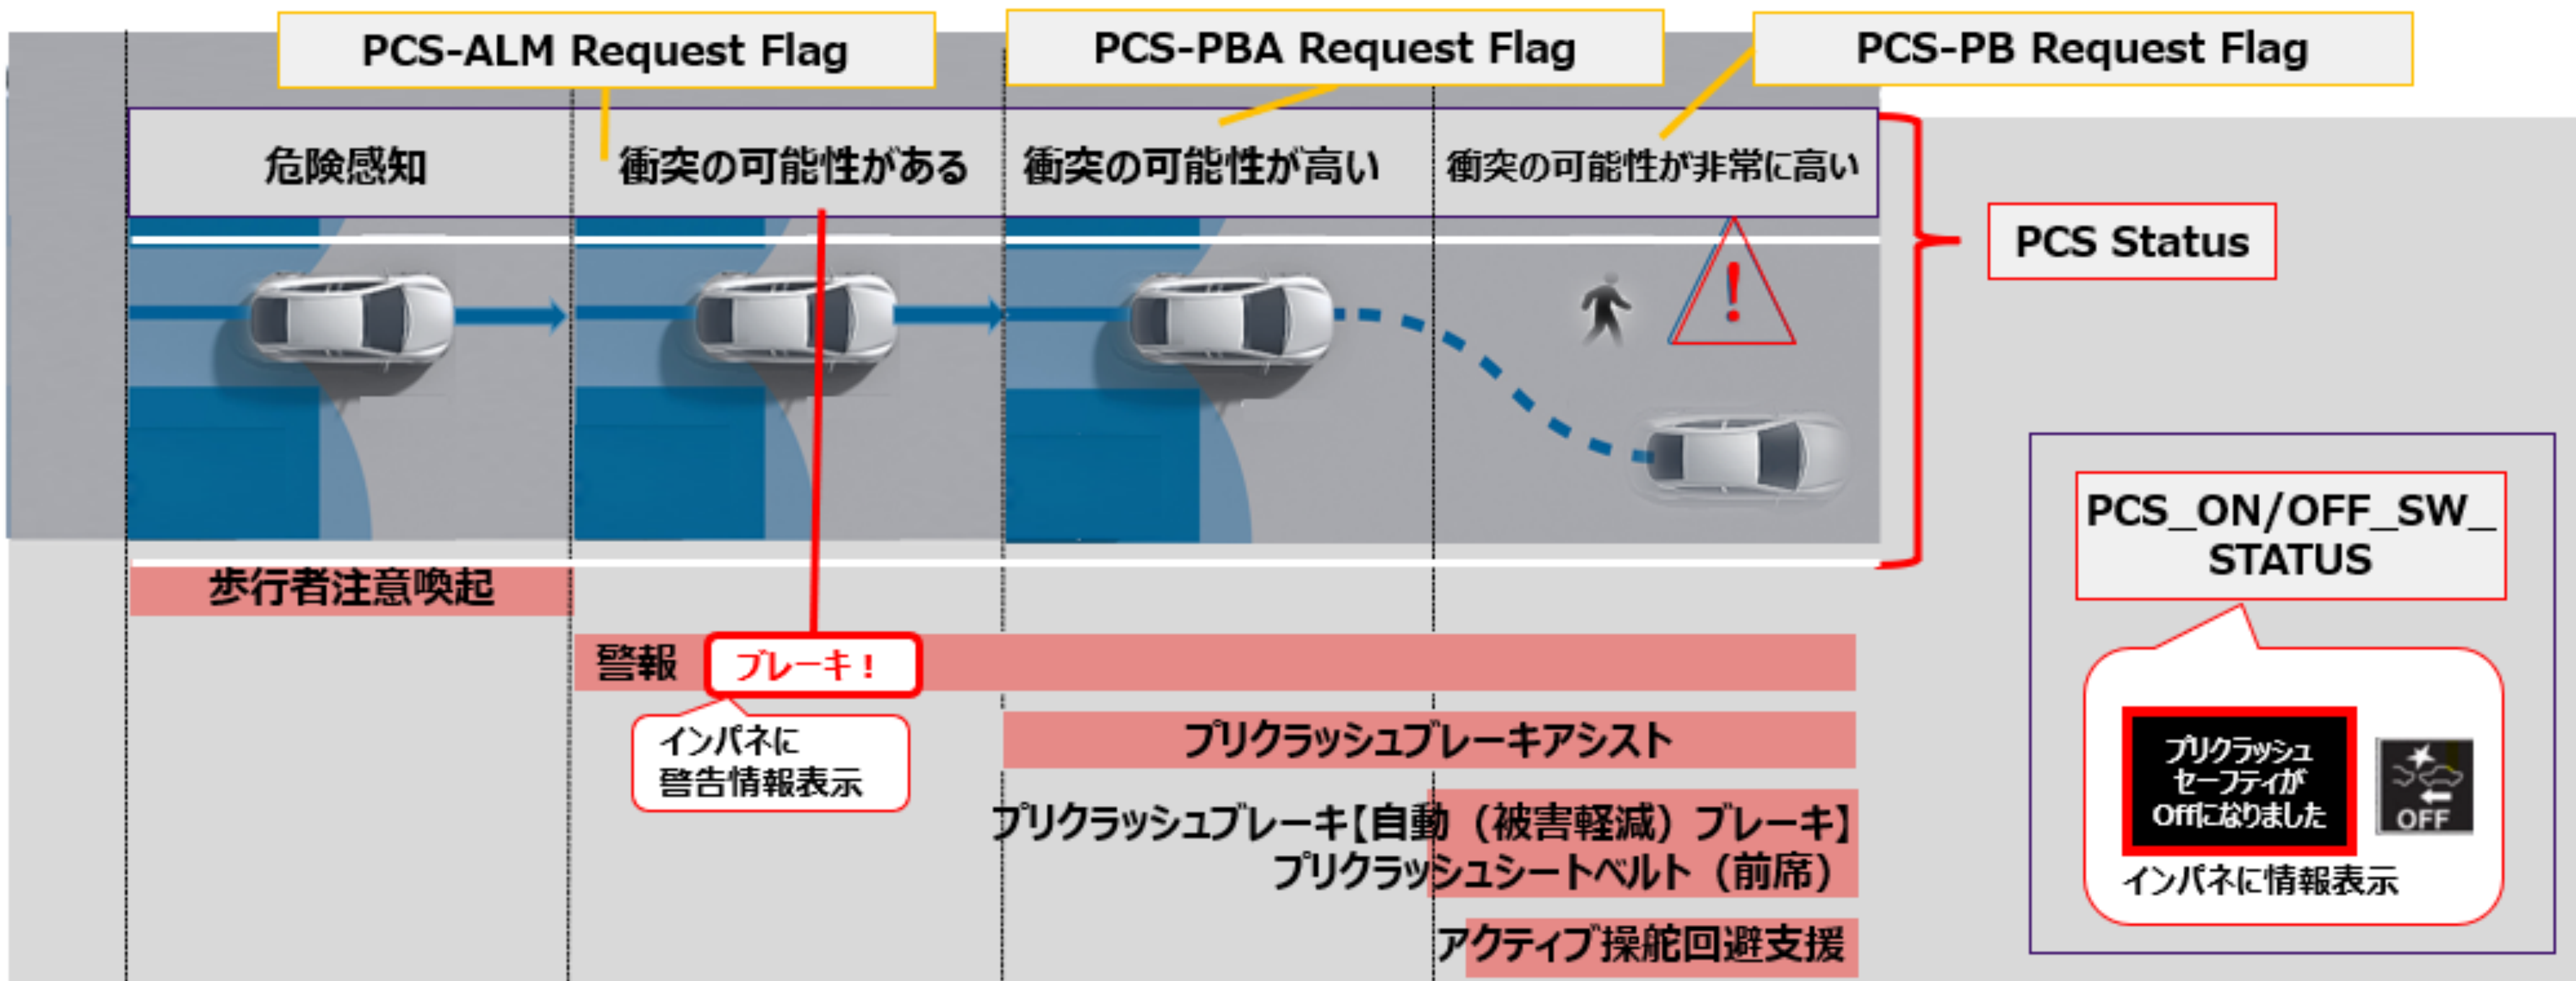 PCS-ALM Request Flag
PCS-PBA Request Flag
PCS-PB Request Flag
危険感知
衝突の可能性がある
衝突の可能性が高い
衝突の可能性が非常に高い
PCS Status
!
歩行者注意喚起
警報
ブレーキ！
インパネに
警告情報表示
プリクラッシュブレーキアシスト
プリクラッシュブレーキ【自動（被害軽減）ブレーキ】
プリクラッシュシートベルト（前席）
アクティブ操舵回避支援
PCS_ON/OFF_SW_
STATUS
プリクラッシュ
セーフティが
Offになりました
OFF
インパネに情報表示